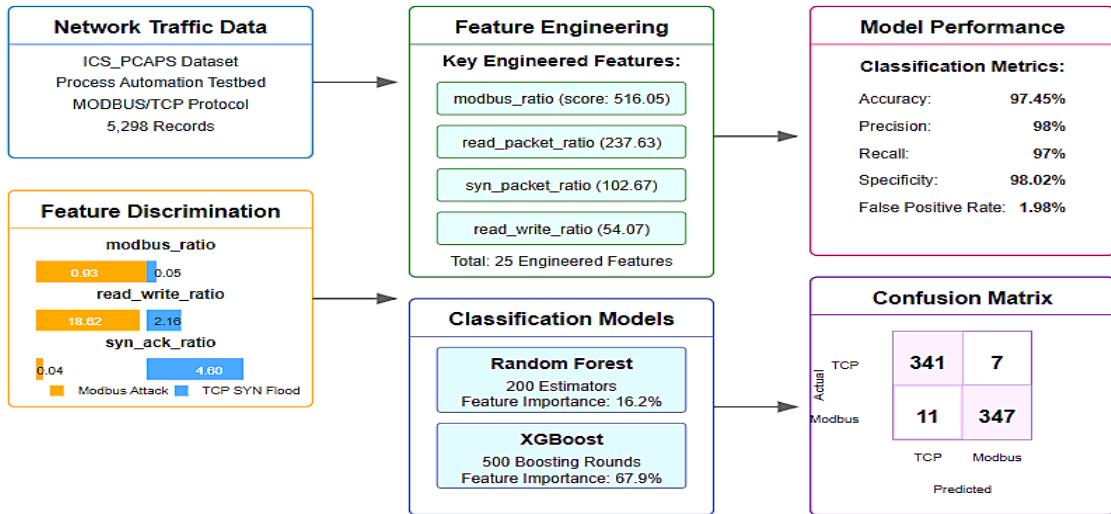 Network Traffic Data
ICS_PCAPS Dataset
Process Automation Testbed
MODBUS/TCP Protocol
5,298 Records
Feature Discrimination
modbus_ratio
0.93 0.05
read_write_ratio
18.62 2.16
syn_ack_ratio
0.04 4.60
Modbus Attack TCP SYN Flood
Feature Engineering
Key Engineered Features:
modbus_ratio (score: 516.05)
read_packet_ratio (237.63)
syn_packet_ratio (102.67)
read_write_ratio (54.07)
Total: 25 Engineered Features
Classification Models
Random Forest
200 Estimators
Feature Importance: 16.2%
XGBoost
500 Boosting Rounds
Feature Importance: 67.9%
Model Performance
Classification Metrics:
Accuracy: 97.45%
Precision: 98%
Recall: 97%
Specificity: 98.02%
False Positive Rate: 1.98%
Confusion Matrix
Actual
TCP 341 7
Modbus 11 347
TCP Modbus
Predicted